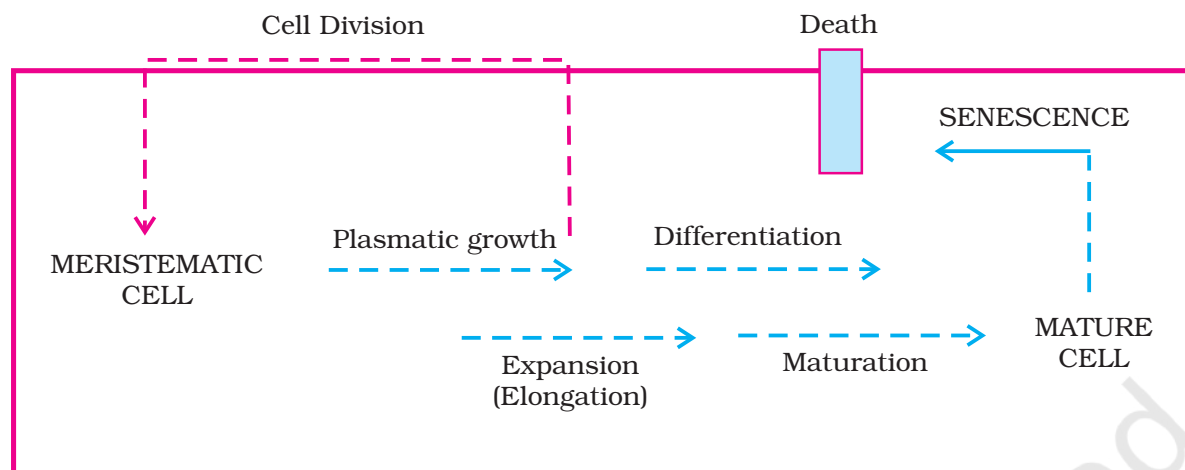 Cell Division
Death
SENESCENCE
Plasmatic growth
Differentiation
MERISTEMATIC
CELL
Expansion
(Elongation)
Maturation
MATURE
CELL